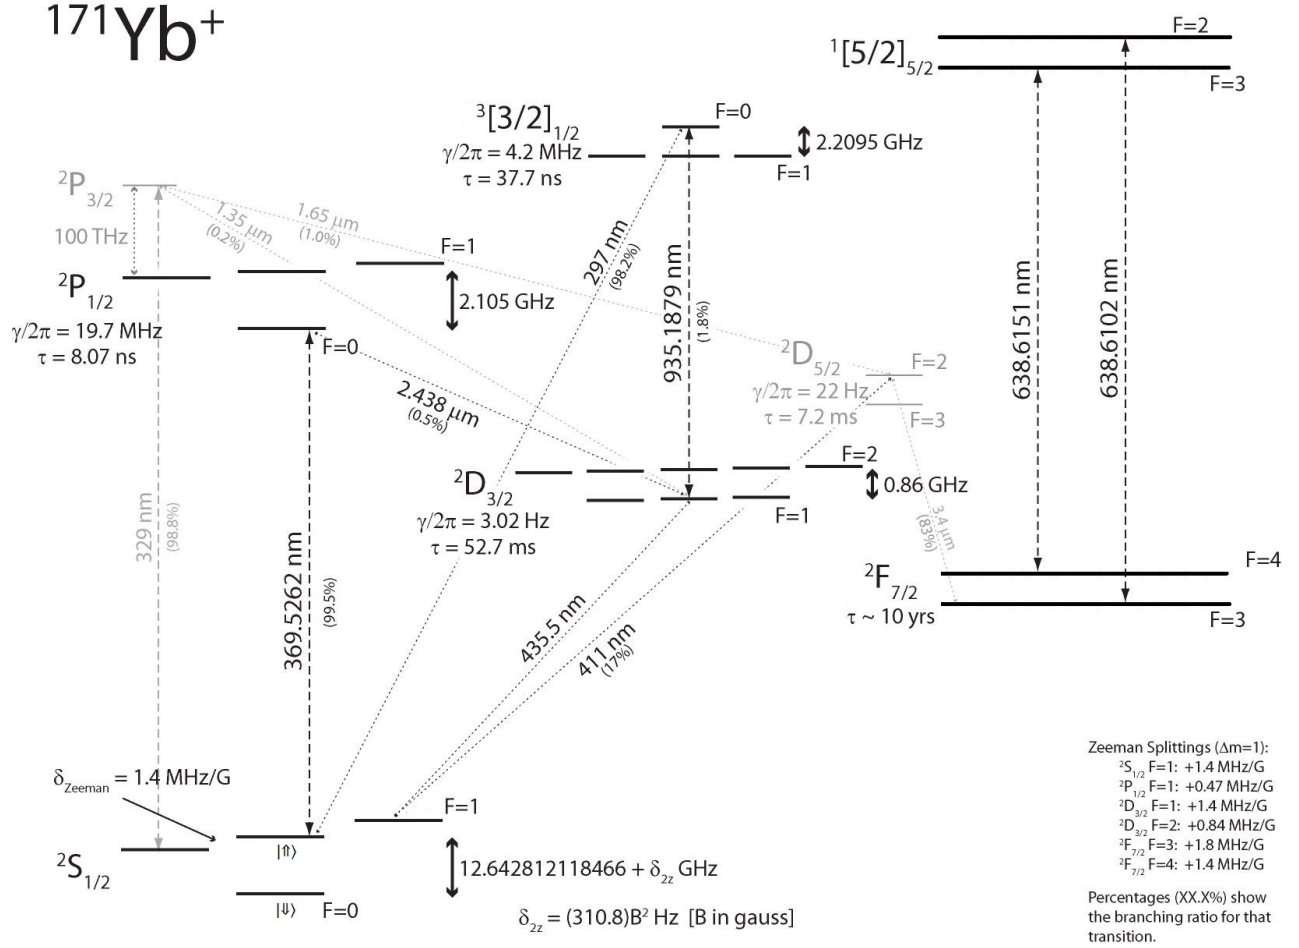 ¹⁷¹Yb⁺
¹[5/2]₅/₂
F=2
F=3
³[3/2]₁/₂
F=0
γ/2π = 4.2 MHz
τ = 37.7 ns
F=1
2.2095 GHz
²P₃/₂
100 THz
1.35 µm
(0.2%)
1.65 µm
(1.0%)
F=1
²P₁/₂
2.105 GHz
γ/2π = 19.7 MHz
τ = 8.07 ns
F=0
297 nm
(98.2%)
935.1879 nm
(1.8%)
638.6151 nm
638.6102 nm
²D₅/₂
F=2
γ/2π = 22 Hz
τ = 7.2 ms
F=3
2.438 µm
(0.5%)
²D₃/₂
F=2
0.86 GHz
F=1
γ/2π = 3.02 Hz
τ = 52.7 ms
329 nm
(98.8%)
369.5262 nm
(99.5%)
3.4 µm
(83%)
²F₇/₂
F=4
τ ~ 10 yrs
F=3
435.5 nm
411 nm
(17%)
δZeeman = 1.4 MHz/G
F=1
|⇑⟩
²S₁/₂
12.642812118466 + δ₂z GHz
|⇓⟩
F=0
δ₂z = (310.8)B² Hz [B in gauss]
Zeeman Splittings (Δm=1):
²S₁/₂ F=1: +1.4 MHz/G
²P₁/₂ F=1: +0.47 MHz/G
²D₃/₂ F=1: +1.4 MHz/G
²D₃/₂ F=2: +0.84 MHz/G
²F₇/₂ F=3: +1.8 MHz/G
²F₇/₂ F=4: +1.4 MHz/G
Percentages (XX.X%) show
the branching ratio for that
transition.